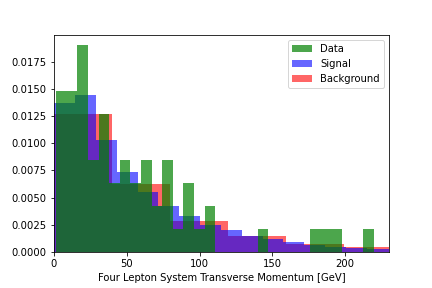 Data
Signal
Background
0.0175
0.0150
0.0125
0.0100
0.0075
0.0050
0.0025
0.0000
0 50 100 150 200
Four Lepton System Transverse Momentum [GeV]